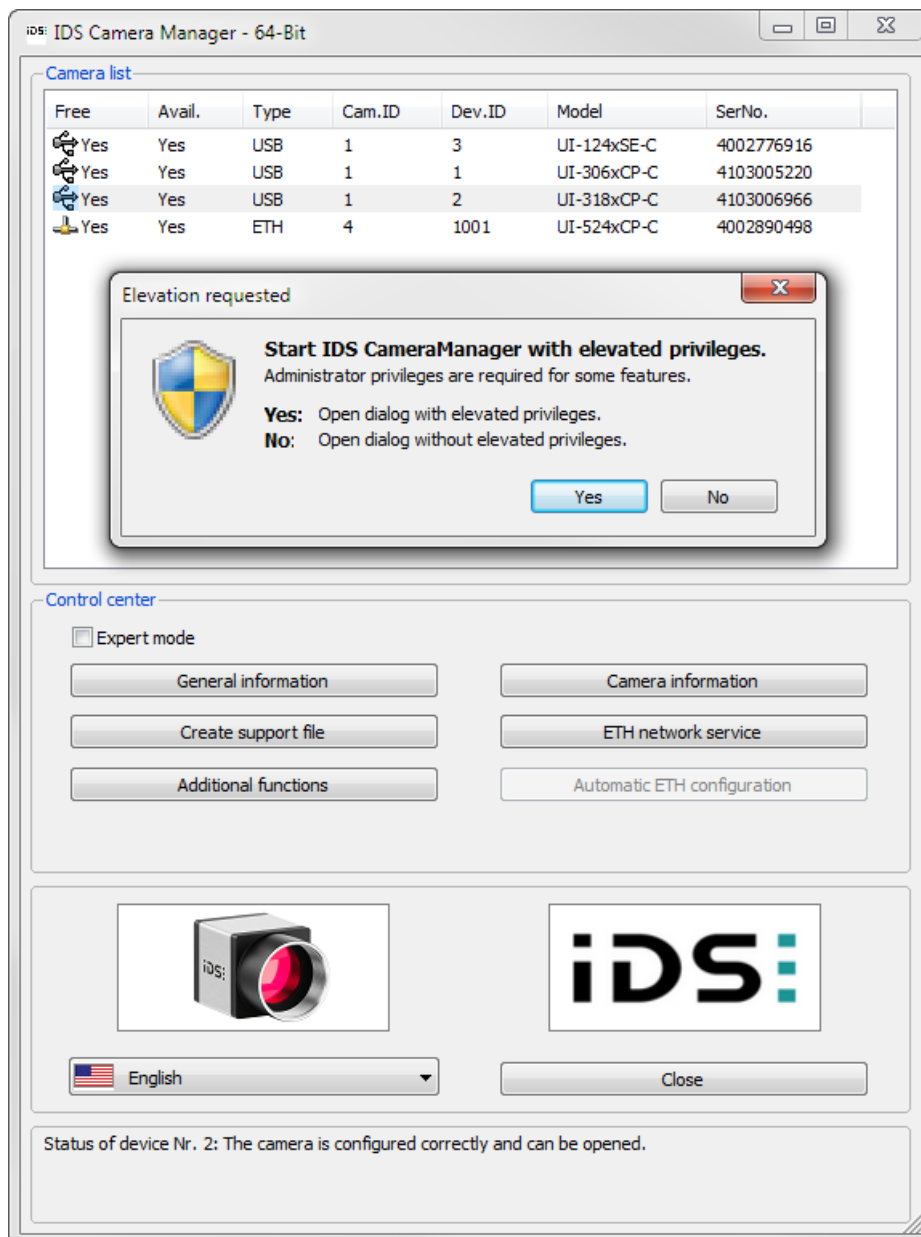 IDS Camera Manager - 64-Bit
Camera list
Free Avail. Type Cam.ID Dev.ID Model SerNo.
Yes Yes USB 1 3 UI-124xSE-C 4002776916
Yes Yes USB 1 1 UI-306xCP-C 4103005220
Yes Yes USB 1 2 UI-318xCP-C 4103006966
Yes Yes ETH 4 1001 UI-524xCP-C 4002890498
Elevation requested
Start IDS CameraManager with elevated privileges.
Administrator privileges are required for some features.
Yes: Open dialog with elevated privileges.
No: Open dialog without elevated privileges.
Yes No
Control center
Expert mode
General information Camera information
Create support file ETH network service
Additional functions Automatic ETH configuration
iDS: iDS:
English Close
Status of device Nr. 2: The camera is configured correctly and can be opened.